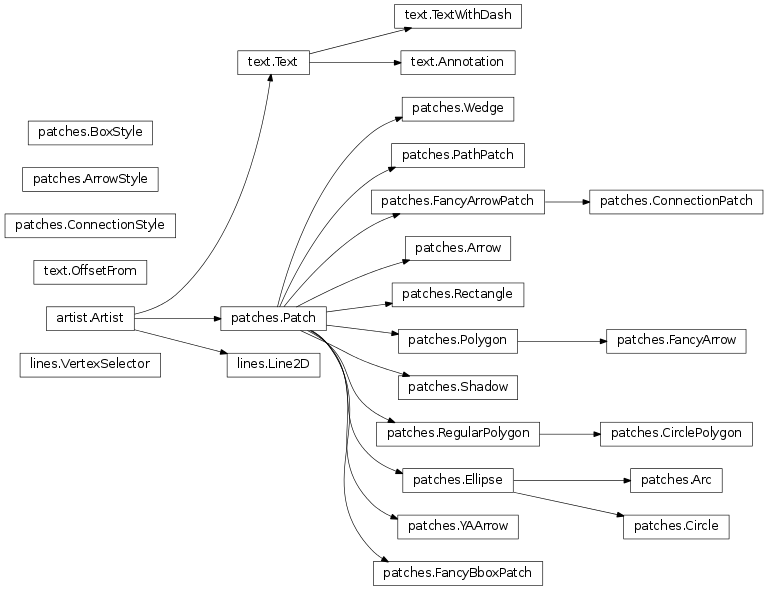 text.TextWithDash
text.Text
text.Annotation
patches.Wedge
patches.BoxStyle
patches.PathPatch
patches.ArrowStyle
patches.FancyArrowPatch
patches.ConnectionPatch
patches.ConnectionStyle
patches.Arrow
text.OffsetFrom
patches.Rectangle
artist.Artist
patches.Patch
patches.Polygon
patches.FancyArrow
lines.VertexSelector
lines.Line2D
patches.Shadow
patches.RegularPolygon
patches.CirclePolygon
patches.Ellipse
patches.Arc
patches.YAArrow
patches.Circle
patches.FancyBboxPatch